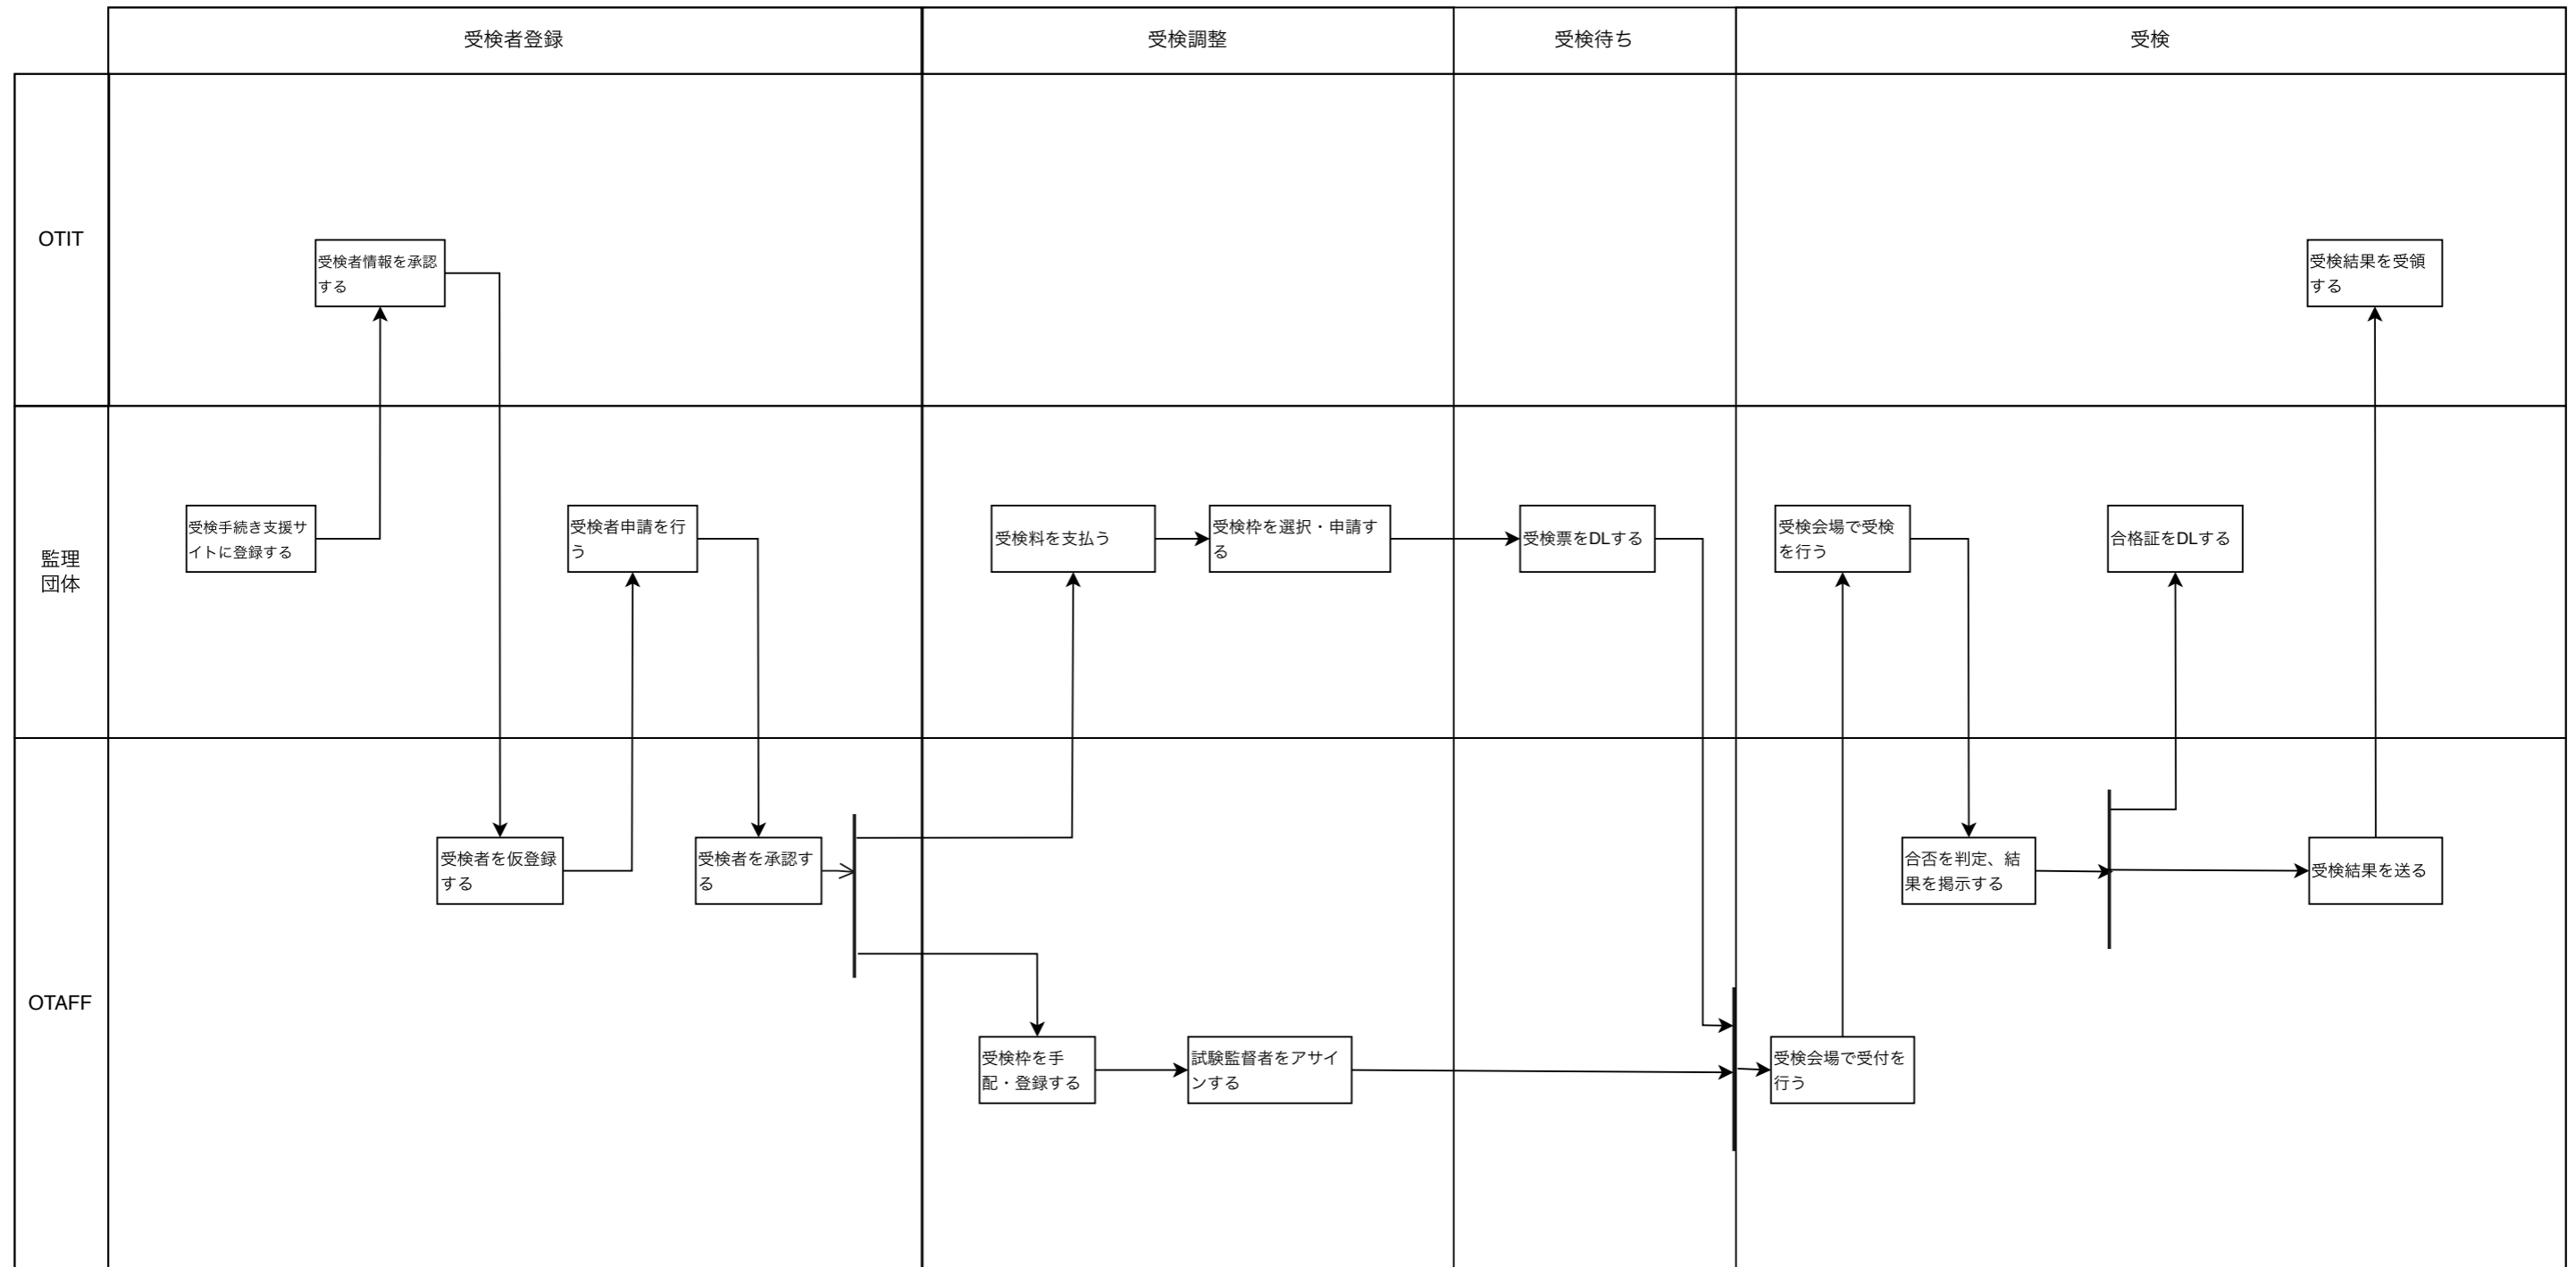 受検者登録
受検調整
受検待ち
受検
OTIT
受検者情報を承認
する
受検結果を受領
する
監理
団体
受検手続き支援サ
イトに登録する
受検者申請を行
う
受検料を支払う
受検枠を選択・申請す
る
受検票をDLする
受検会場で受検
を行う
合格証をDLする
OTAFF
受検者を仮登録
する
受検者を承認す
る
合否を判定、結
果を掲示する
受検結果を送る
受検枠を手
配・登録する
試験監督者をアサイ
ンする
受検会場で受付を
行う